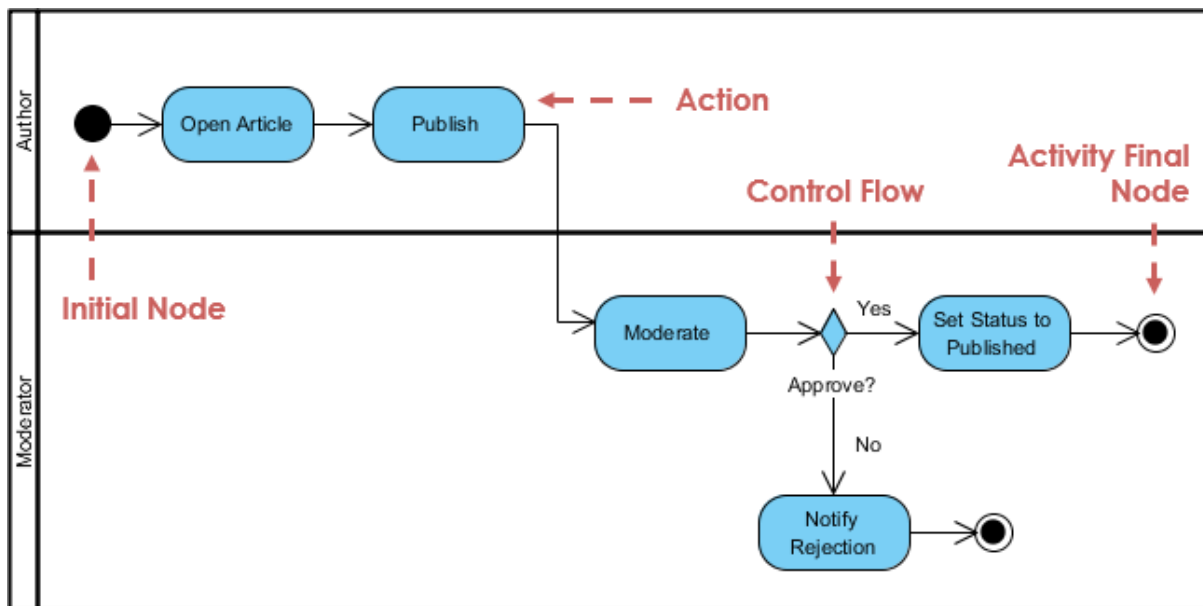 Author
Open Article
Publish
Action
Initial Node
Control Flow
Activity Final
Node
Moderator
Moderate
Yes
Approve?
No
Set Status to
Published
Notify
Rejection